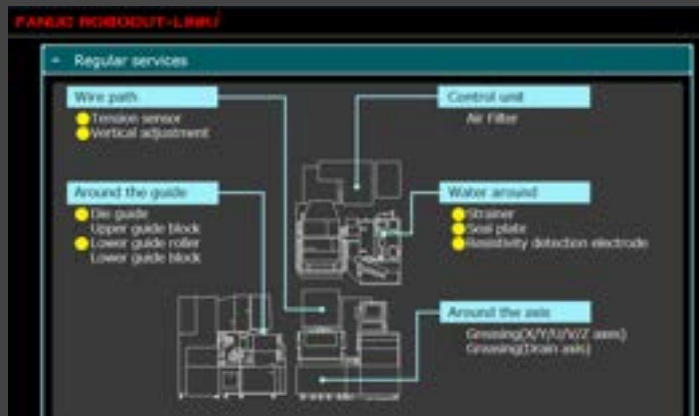 FANUC ROBOCUT-LINKi
Regular services
Wire path
Tension sensor
Vertical adjustment
Control unit
Air Filter
Around the guide
Die guide
Upper guide block
Lower guide roller
Lower guide block
Water around
Strainer
Seal plate
Resistivity detection electrode
Around the axis
Greasing(X/Y/U/V/Z axes)
Greasing(Drain axis)